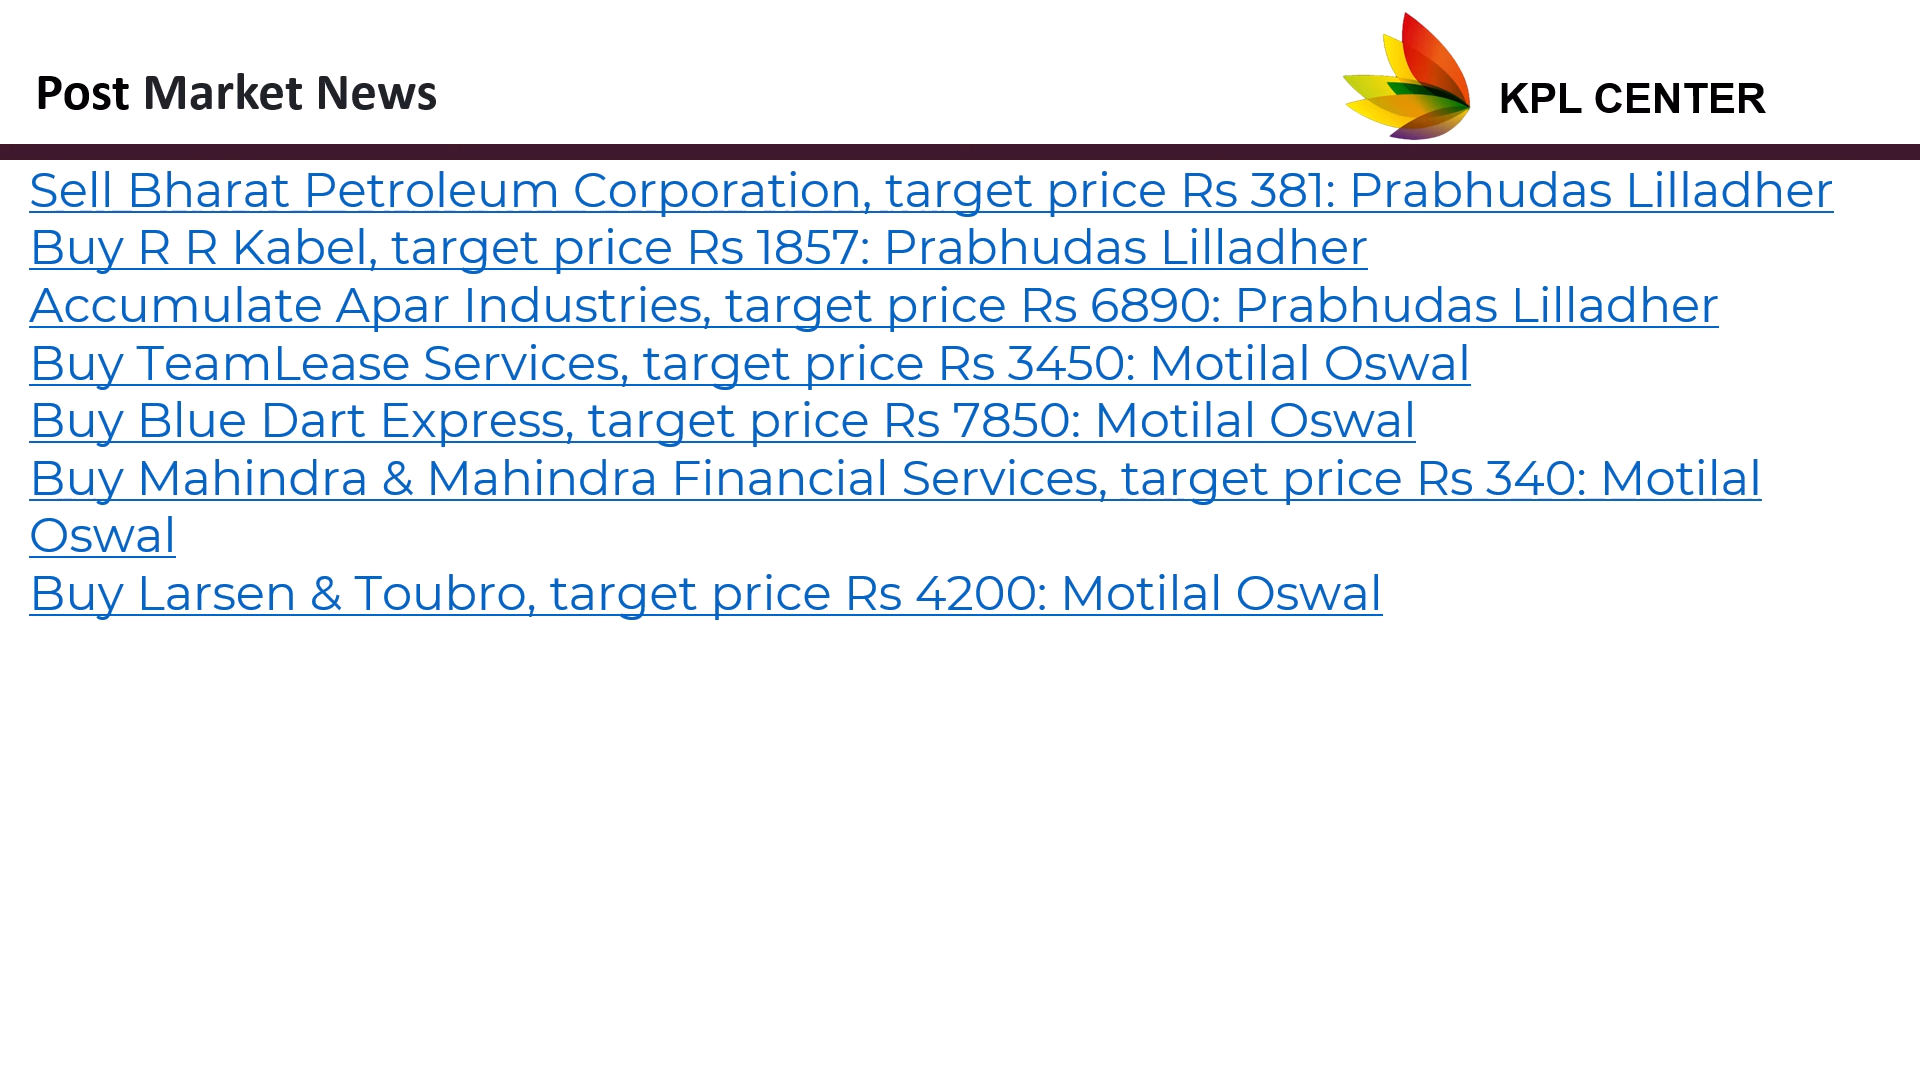 Post Market News
KPL CENTER
Sell Bharat Petroleum Corporation, target price Rs 381: Prabhudas Lilladher
Buy R R Kabel, target price Rs 1857: Prabhudas Lilladher
Accumulate Apar Industries, target price Rs 6890: Prabhudas Lilladher
Buy TeamLease Services, target price Rs 3450: Motilal Oswal
Buy Blue Dart Express, target price Rs 7850: Motilal Oswal
Buy Mahindra & Mahindra Financial Services, target price Rs 340: Motilal
Oswal
Buy Larsen & Toubro, target price Rs 4200: Motilal Oswal